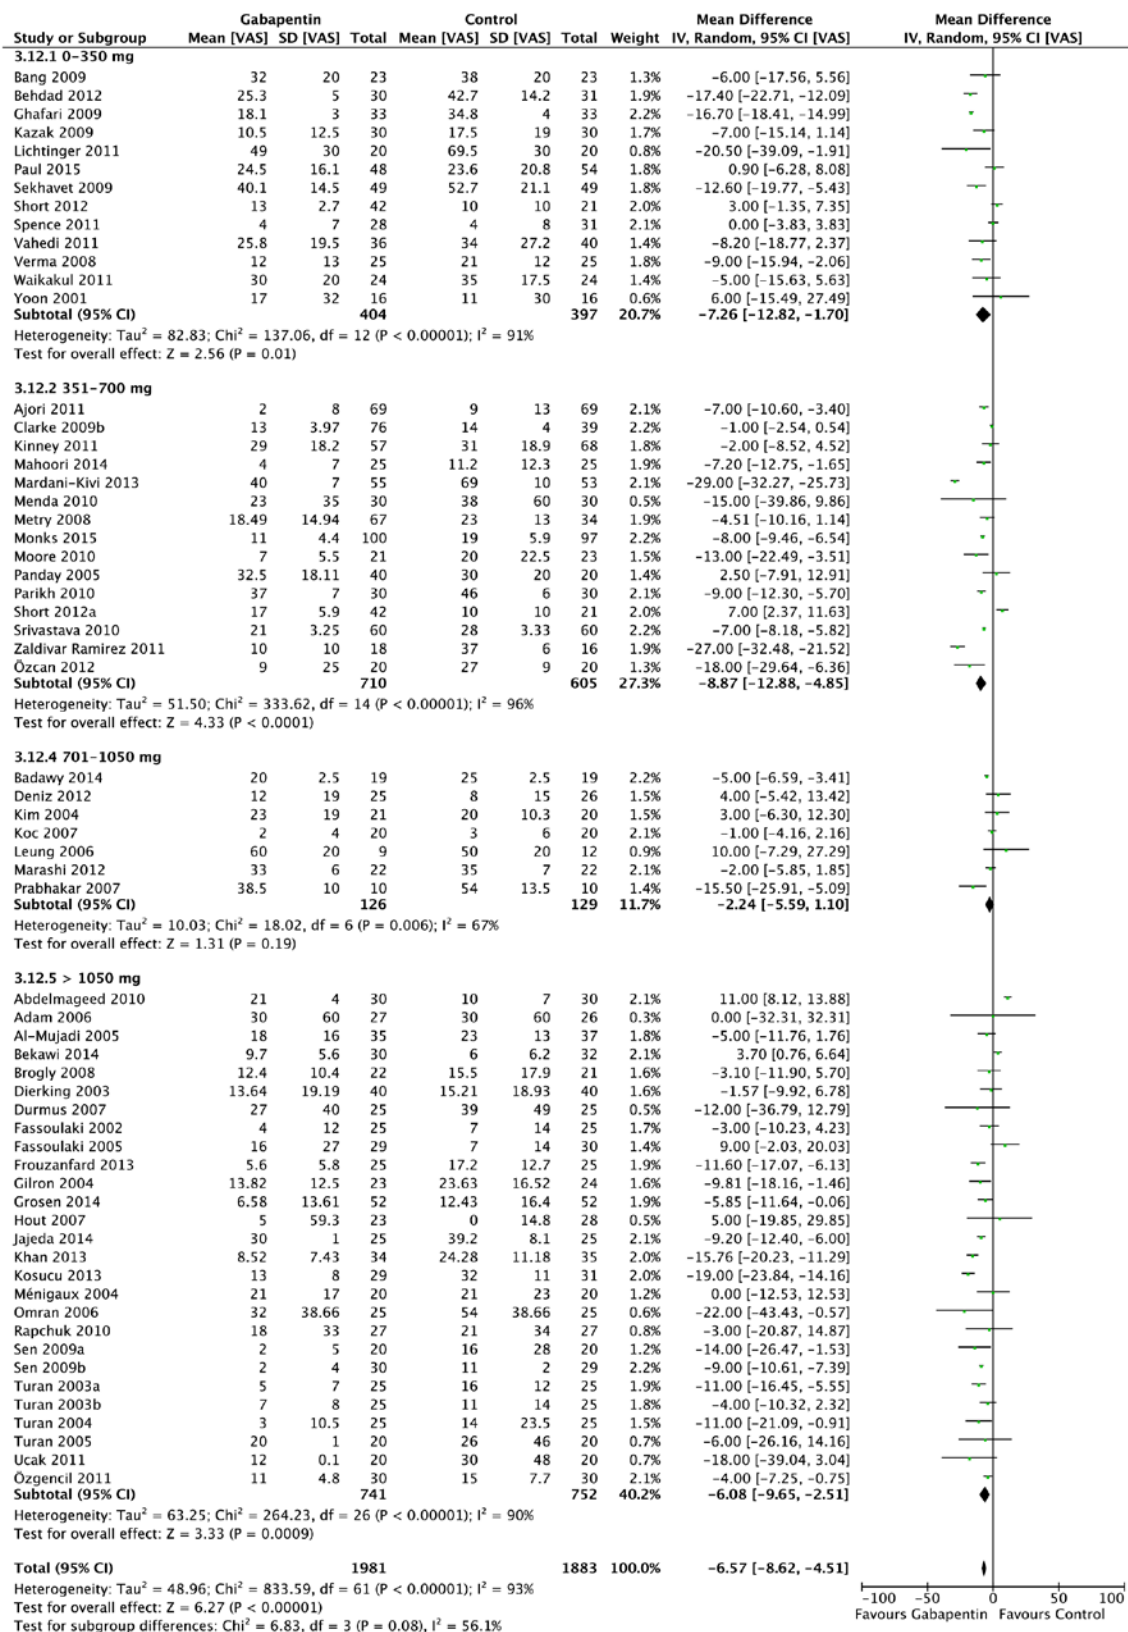 Gabapentin Control Mean Difference Mean Difference
Study or Subgroup Mean [VAS] SD [VAS] Total Mean [VAS] SD [VAS] Total Weight IV, Random, 95% CI [VAS] IV, Random, 95% CI [VAS]
3.12.1 0–350 mg
Bang 2009 32 20 23 38 20 23 1.3% −6.00 [−17.56, 5.56]
Behdad 2012 25.3 5 30 42.7 14.2 31 1.9% −17.40 [−22.71, −12.09]
Ghafari 2009 18.1 3 33 34.8 4 33 2.2% −16.70 [−18.41, −14.99]
Kazak 2009 10.5 12.5 30 17.5 19 30 1.7% −7.00 [−15.14, 1.14]
Lichtinger 2011 49 30 20 69.5 30 20 0.8% −20.50 [−39.09, −1.91]
Paul 2015 24.5 16.1 48 23.6 20.8 54 1.8% 0.90 [−6.28, 8.08]
Sekhavet 2009 40.1 14.5 49 52.7 21.1 49 1.8% −12.60 [−19.77, −5.43]
Short 2012 13 2.7 42 10 10 21 2.0% 3.00 [−1.35, 7.35]
Spence 2011 4 7 28 4 8 31 2.1% 0.00 [−3.83, 3.83]
Vahedi 2011 25.8 19.5 36 34 27.2 40 1.4% −8.20 [−18.77, 2.37]
Verma 2008 12 13 25 21 12 25 1.8% −9.00 [−15.94, −2.06]
Waikakul 2011 30 20 24 35 17.5 24 1.4% −5.00 [−15.63, 5.63]
Yoon 2001 17 32 16 11 30 16 0.6% 6.00 [−15.49, 27.49]
Subtotal (95% CI) 404 397 20.7% −7.26 [−12.82, −1.70]
Heterogeneity: Tau² = 82.83; Chi² = 137.06, df = 12 (P < 0.00001); I² = 91%
Test for overall effect: Z = 2.56 (P = 0.01)
3.12.2 351–700 mg
Ajori 2011 2 8 69 9 13 69 2.1% −7.00 [−10.60, −3.40]
Clarke 2009b 13 3.97 76 14 4 39 2.2% −1.00 [−2.54, 0.54]
Kinney 2011 29 18.2 57 31 18.9 68 1.8% −2.00 [−8.52, 4.52]
Mahoori 2014 4 7 25 11.2 12.3 25 1.9% −7.20 [−12.75, −1.65]
Mardani-Kivi 2013 40 7 55 69 10 53 2.1% −29.00 [−32.27, −25.73]
Menda 2010 23 35 30 38 60 30 0.5% −15.00 [−39.86, 9.86]
Metry 2008 18.49 14.94 67 23 13 34 1.9% −4.51 [−10.16, 1.14]
Monks 2015 11 4.4 100 19 5.9 97 2.2% −8.00 [−9.46, −6.54]
Moore 2010 7 5.5 21 20 22.5 23 1.5% −13.00 [−22.49, −3.51]
Panday 2005 32.5 18.11 40 30 20 20 1.4% 2.50 [−7.91, 12.91]
Parikh 2010 37 7 30 46 6 30 2.1% −9.00 [−12.30, −5.70]
Short 2012a 17 5.9 42 10 10 21 2.0% 7.00 [2.37, 11.63]
Srivastava 2010 21 3.25 60 28 3.33 60 2.2% −7.00 [−8.18, −5.82]
Zaldivar Ramirez 2011 10 10 18 37 6 16 1.9% −27.00 [−32.48, −21.52]
Özcan 2012 9 25 20 27 9 20 1.3% −18.00 [−29.64, −6.36]
Subtotal (95% CI) 710 605 27.3% −8.87 [−12.88, −4.85]
Heterogeneity: Tau² = 51.50; Chi² = 333.62, df = 14 (P < 0.00001); I² = 96%
Test for overall effect: Z = 4.33 (P < 0.0001)
3.12.4 701–1050 mg
Badawy 2014 20 2.5 19 25 2.5 19 2.2% −5.00 [−6.59, −3.41]
Deniz 2012 12 19 25 8 15 26 1.5% 4.00 [−5.42, 13.42]
Kim 2004 23 19 21 20 10.3 20 1.5% 3.00 [−6.30, 12.30]
Koc 2007 2 4 20 3 6 20 2.1% −1.00 [−4.16, 2.16]
Leung 2006 60 20 9 50 20 12 0.9% 10.00 [−7.29, 27.29]
Marashi 2012 33 6 22 35 7 22 2.1% −2.00 [−5.85, 1.85]
Prabhakar 2007 38.5 10 10 54 13.5 10 1.4% −15.50 [−25.91, −5.09]
Subtotal (95% CI) 126 129 11.7% −2.24 [−5.59, 1.10]
Heterogeneity: Tau² = 10.03; Chi² = 18.02, df = 6 (P = 0.006); I² = 67%
Test for overall effect: Z = 1.31 (P = 0.19)
3.12.5 > 1050 mg
Abdelmageed 2010 21 4 30 10 7 30 2.1% 11.00 [8.12, 13.88]
Adam 2006 30 60 27 30 60 26 0.3% 0.00 [−32.31, 32.31]
Al-Mujadi 2005 18 16 35 23 13 37 1.8% −5.00 [−11.76, 1.76]
Bekawi 2014 9.7 5.6 30 6 6.2 32 2.1% 3.70 [0.76, 6.64]
Brogly 2008 12.4 10.4 22 15.5 17.9 21 1.6% −3.10 [−11.90, 5.70]
Dierking 2003 13.64 19.19 40 15.21 18.93 40 1.6% −1.57 [−9.92, 6.78]
Durmus 2007 27 40 25 39 49 25 0.5% −12.00 [−36.79, 12.79]
Fassoulaki 2002 4 12 25 7 14 25 1.7% −3.00 [−10.23, 4.23]
Fassoulaki 2005 16 27 29 7 14 30 1.4% 9.00 [−2.03, 20.03]
Frouzanfard 2013 5.6 5.8 25 17.2 12.7 25 1.9% −11.60 [−17.07, −6.13]
Gilron 2004 13.82 12.5 23 23.63 16.52 24 1.6% −9.81 [−18.16, −1.46]
Grosen 2014 6.58 13.61 52 12.43 16.4 52 1.9% −5.85 [−11.64, −0.06]
Hout 2007 5 59.3 23 0 14.8 28 0.5% 5.00 [−19.85, 29.85]
Jajeda 2014 30 1 25 39.2 8.1 25 2.1% −9.20 [−12.40, −6.00]
Khan 2013 8.52 7.43 34 24.28 11.18 35 2.0% −15.76 [−20.23, −11.29]
Kosucu 2013 13 8 29 32 11 31 2.0% −19.00 [−23.84, −14.16]
Ménigaux 2004 21 17 20 21 23 20 1.2% 0.00 [−12.53, 12.53]
Omran 2006 32 38.66 25 54 38.66 25 0.6% −22.00 [−43.43, −0.57]
Rapchuk 2010 18 33 27 21 34 27 0.8% −3.00 [−20.87, 14.87]
Sen 2009a 2 5 20 16 28 20 1.2% −14.00 [−26.47, −1.53]
Sen 2009b 2 4 30 11 2 29 2.2% −9.00 [−10.61, −7.39]
Turan 2003a 5 7 25 16 12 25 1.9% −11.00 [−16.45, −5.55]
Turan 2003b 7 8 25 11 14 25 1.8% −4.00 [−10.32, 2.32]
Turan 2004 3 10.5 25 14 23.5 25 1.5% −11.00 [−21.09, −0.91]
Turan 2005 20 1 20 26 46 20 0.7% −6.00 [−26.16, 14.16]
Ucak 2011 12 0.1 20 30 48 20 0.7% −18.00 [−39.04, 3.04]
Özgencil 2011 11 4.8 30 15 7.7 30 2.1% −4.00 [−7.25, −0.75]
Subtotal (95% CI) 741 752 40.2% −6.08 [−9.65, −2.51]
Heterogeneity: Tau² = 63.25; Chi² = 264.23, df = 26 (P < 0.00001); I² = 90%
Test for overall effect: Z = 3.33 (P = 0.0009)
Total (95% CI) 1981 1883 100.0% −6.57 [−8.62, −4.51]
Heterogeneity: Tau² = 48.96; Chi² = 833.59, df = 61 (P < 0.00001); I² = 93%
Test for overall effect: Z = 6.27 (P < 0.00001)
Test for subgroup differences: Chi² = 6.83, df = 3 (P = 0.08), I² = 56.1%
−100 −50 0 50 100
Favours Gabapentin Favours Control